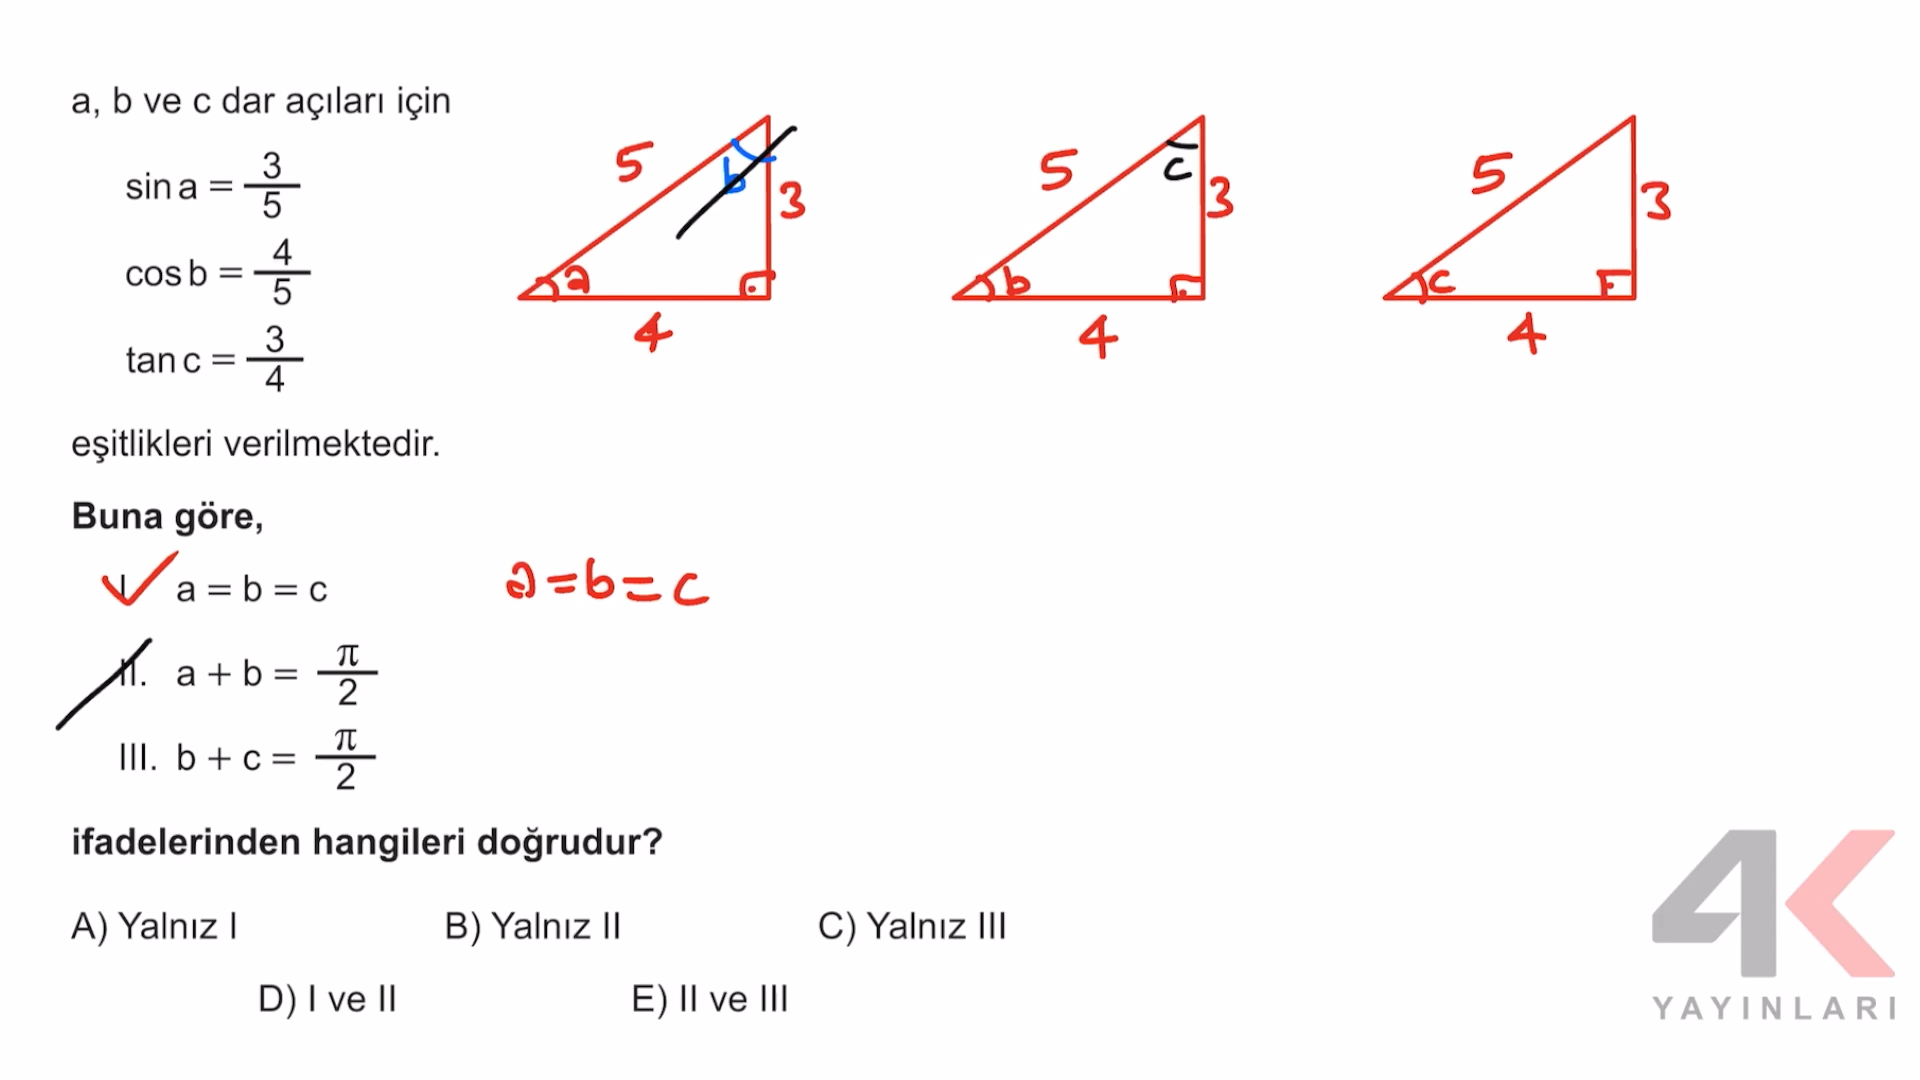 a, b ve c dar açıları için
sin a = 3/5
cos b = 4/5
tan c = 3/4
eşitlikleri verilmektedir.
Buna göre,
I. a = b = c
II. a + b = π/2
III. b + c = π/2
ifadelerinden hangileri doğrudur?
A) Yalnız I B) Yalnız II C) Yalnız III
D) I ve II E) II ve III
5 b 3 a 4
5 c 3 b 4
5 3 c 4
a = b = c
4K
YAYINLARI